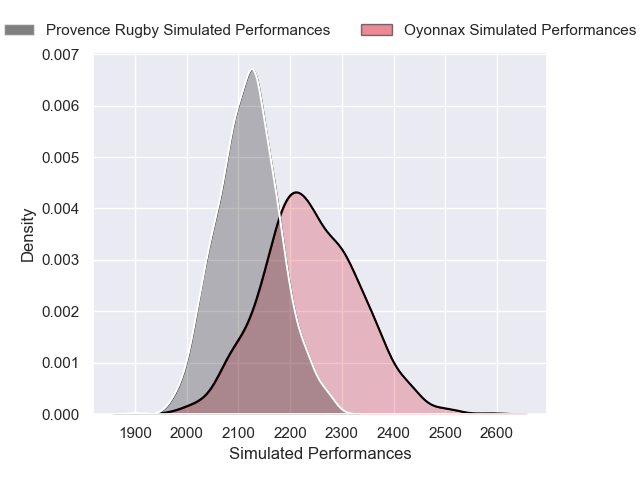 Provence Rugby Simulated Performances Oyonnax Simulated Performances
0.007
0.006
0.005
0.004
0.003
0.002
0.001
0.000
Density
1900 2000 2100 2200 2300 2400 2500 2600
Simulated Performances